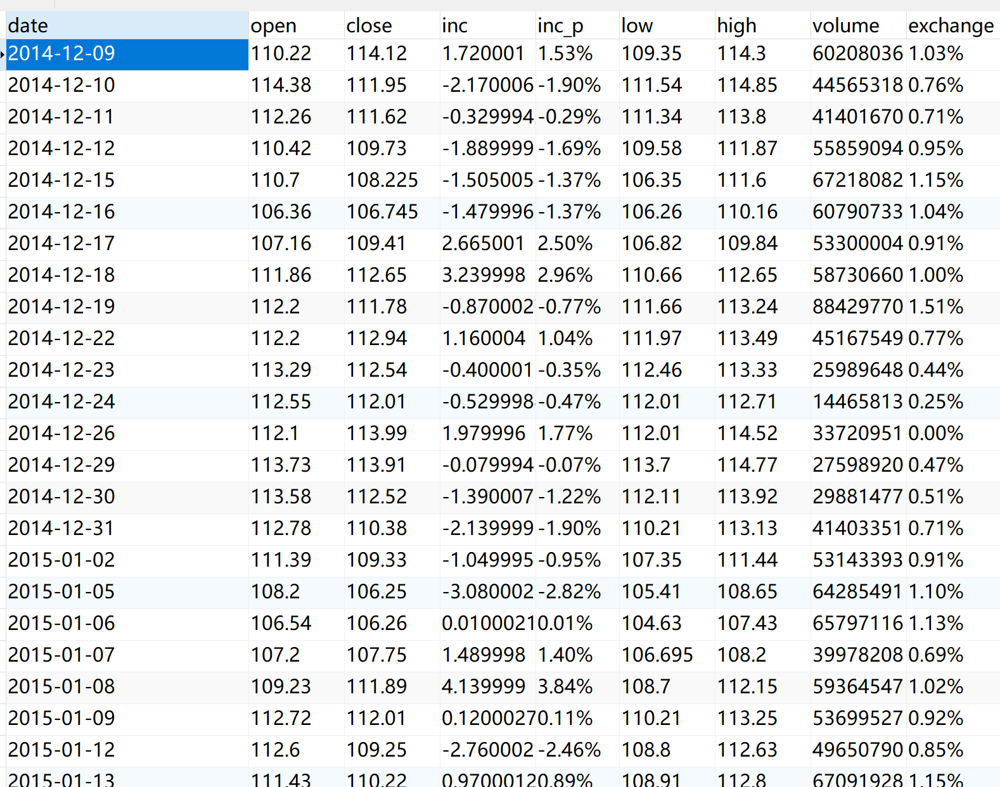 date open close inc inc_p low high volume exchange
2014-12-09 110.22 114.12 1.720001 1.53% 109.35 114.3 60208036 1.03%
2014-12-10 114.38 111.95 -2.170006 -1.90% 111.54 114.85 44565318 0.76%
2014-12-11 112.26 111.62 -0.329994 -0.29% 111.34 113.8 41401670 0.71%
2014-12-12 110.42 109.73 -1.889999 -1.69% 109.58 111.87 55859094 0.95%
2014-12-15 110.7 108.225 -1.505005 -1.37% 106.35 111.6 67218082 1.15%
2014-12-16 106.36 106.745 -1.479996 -1.37% 106.26 110.16 60790733 1.04%
2014-12-17 107.16 109.41 2.665001 2.50% 106.82 109.84 53300004 0.91%
2014-12-18 111.86 112.65 3.239998 2.96% 110.66 112.65 58730660 1.00%
2014-12-19 112.2 111.78 -0.870002 -0.77% 111.66 113.24 88429770 1.51%
2014-12-22 112.2 112.94 1.160004 1.04% 111.97 113.49 45167549 0.77%
2014-12-23 113.29 112.54 -0.400001 -0.35% 112.46 113.33 25989648 0.44%
2014-12-24 112.55 112.01 -0.529998 -0.47% 112.01 112.71 14465813 0.25%
2014-12-26 112.1 113.99 1.979996 1.77% 112.01 114.52 33720951 0.00%
2014-12-29 113.73 113.91 -0.079994 -0.07% 113.7 114.77 27598920 0.47%
2014-12-30 113.58 112.52 -1.390007 -1.22% 112.11 113.92 29881477 0.51%
2014-12-31 112.78 110.38 -2.139999 -1.90% 110.21 113.13 41403351 0.71%
2015-01-02 111.39 109.33 -1.049995 -0.95% 107.35 111.44 53143393 0.91%
2015-01-05 108.2 106.25 -3.080002 -2.82% 105.41 108.65 64285491 1.10%
2015-01-06 106.54 106.26 0.0100021 0.01% 104.63 107.43 65797116 1.13%
2015-01-07 107.2 107.75 1.489998 1.40% 106.695 108.2 39978208 0.69%
2015-01-08 109.23 111.89 4.139999 3.84% 108.7 112.15 59364547 1.02%
2015-01-09 112.72 112.01 0.1200027 0.11% 110.21 113.25 53699527 0.92%
2015-01-12 112.6 109.25 -2.760002 -2.46% 108.8 112.63 49650790 0.85%
2015-01-13 111.43 110.22 0.9700012 0.89% 108.91 112.8 67091928 1.15%